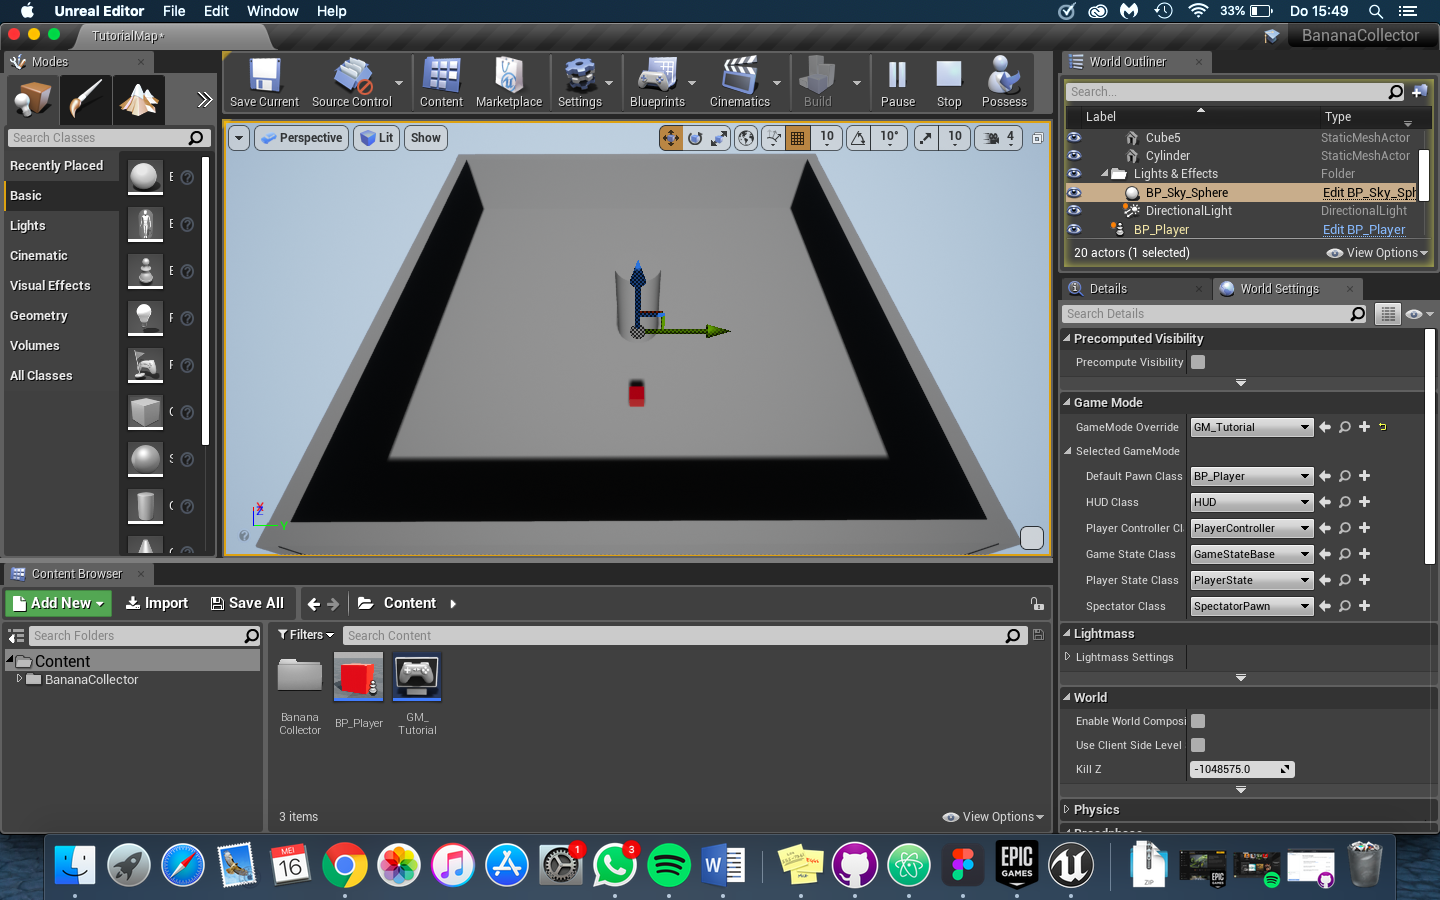 Unreal Editor File Edit Window Help 33% Do 15:49
TutorialMap* BananaCollector
Modes
Search Classes
Recently Placed
Basic
Lights
Cinematic
Visual Effects
Geometry
Volumes
All Classes
Save Current Source Control Content Marketplace Settings Blueprints Cinematics Build Pause Stop Possess
Perspective Lit Show 10 10° 10 4
X
Z
Y
World Outliner
Search...
Label Type
Cube5 StaticMeshActor
Cylinder StaticMeshActor
Lights & Effects Folder
BP_Sky_Sphere Edit BP_Sky_Sph
DirectionalLight DirectionalLight
BP_Player Edit BP_Player
20 actors (1 selected) View Options
Details World Settings
Search Details
Precomputed Visibility
Precompute Visibility
Game Mode
GameMode Override GM_Tutorial
Selected GameMode
Default Pawn Class BP_Player
HUD Class HUD
Player Controller Cl PlayerController
Game State Class GameStateBase
Player State Class PlayerState
Spectator Class SpectatorPawn
Lightmass
Lightmass Settings
World
Enable World Composi
Use Client Side Level
Kill Z -1048575.0
Physics
Content Browser
Add New Import Save All Content
Search Folders
Content
BananaCollector
Filters Search Content
Banana
Collector
BP_Player
GM_
Tutorial
3 items View Options
MEI
16
1
3
W
EPIC
GAMES
ZIP